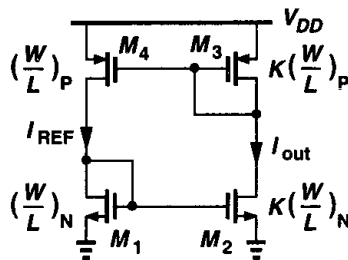 V_DD
(W/L)_P M_4 M_3 K(W/L)_P
I_REF I_out
(W/L)_N K(W/L)_N
M_1 M_2